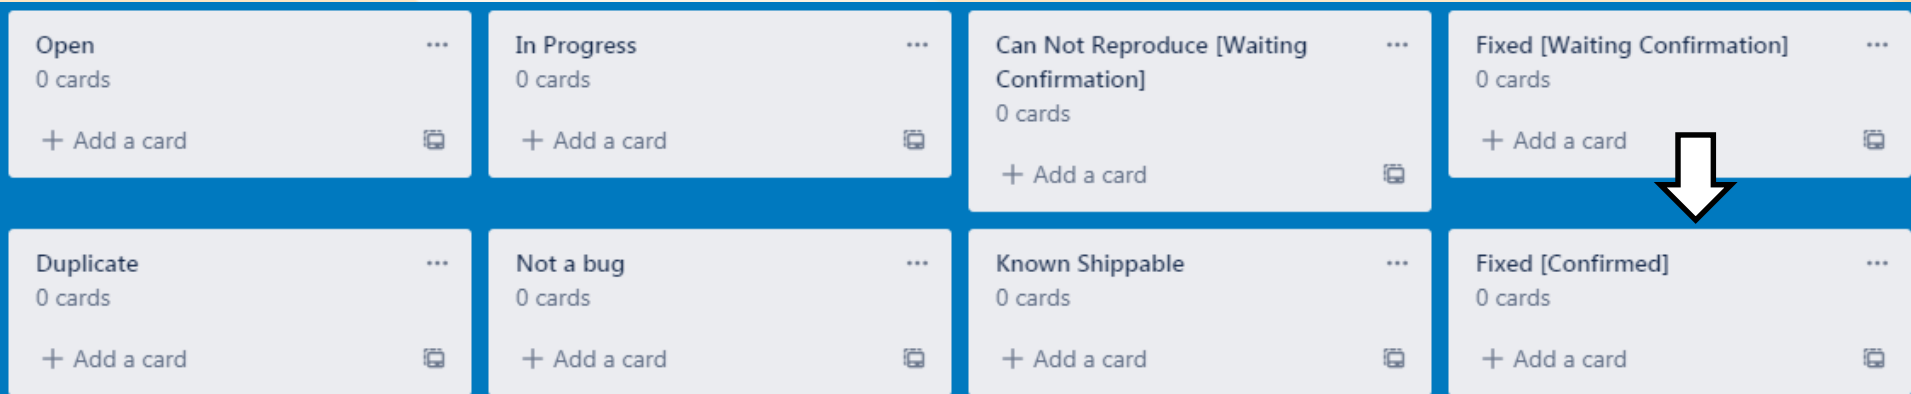 Open
0 cards
+ Add a card
In Progress
0 cards
+ Add a card
Can Not Reproduce [Waiting
Confirmation]
0 cards
+ Add a card
Fixed [Waiting Confirmation]
0 cards
+ Add a card
Duplicate
0 cards
+ Add a card
Not a bug
0 cards
+ Add a card
Known Shippable
0 cards
+ Add a card
Fixed [Confirmed]
0 cards
+ Add a card